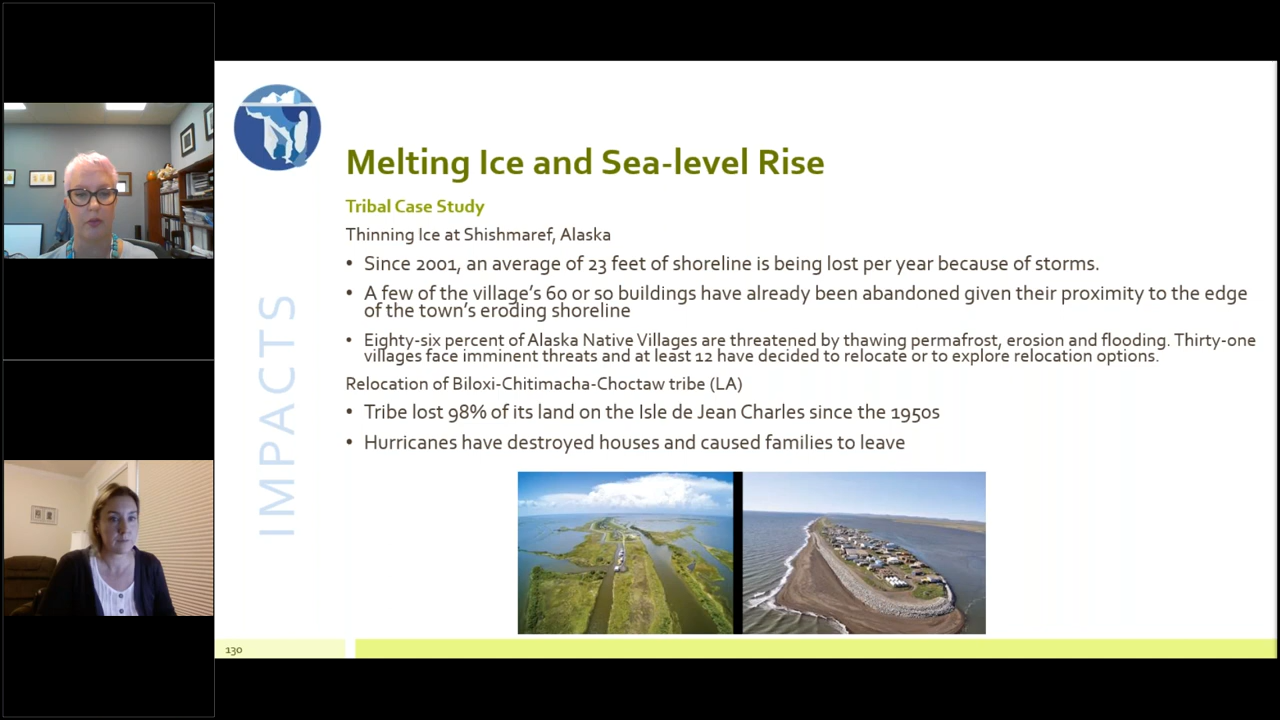 Melting Ice and Sea-level Rise
Tribal Case Study
Thinning Ice at Shishmaref, Alaska
• Since 2001, an average of 23 feet of shoreline is being lost per year because of storms.
• A few of the village's 60 or so buildings have already been abandoned given their proximity to the edge
of the town's eroding shoreline
• Eighty-six percent of Alaska Native Villages are threatened by thawing permafrost, erosion and flooding. Thirty-one
villages face imminent threats and at least 12 have decided to relocate or to explore relocation options.
Relocation of Biloxi-Chitimacha-Choctaw tribe (LA)
• Tribe lost 98% of its land on the Isle de Jean Charles since the 1950s
• Hurricanes have destroyed houses and caused families to leave
IMPACTS
130